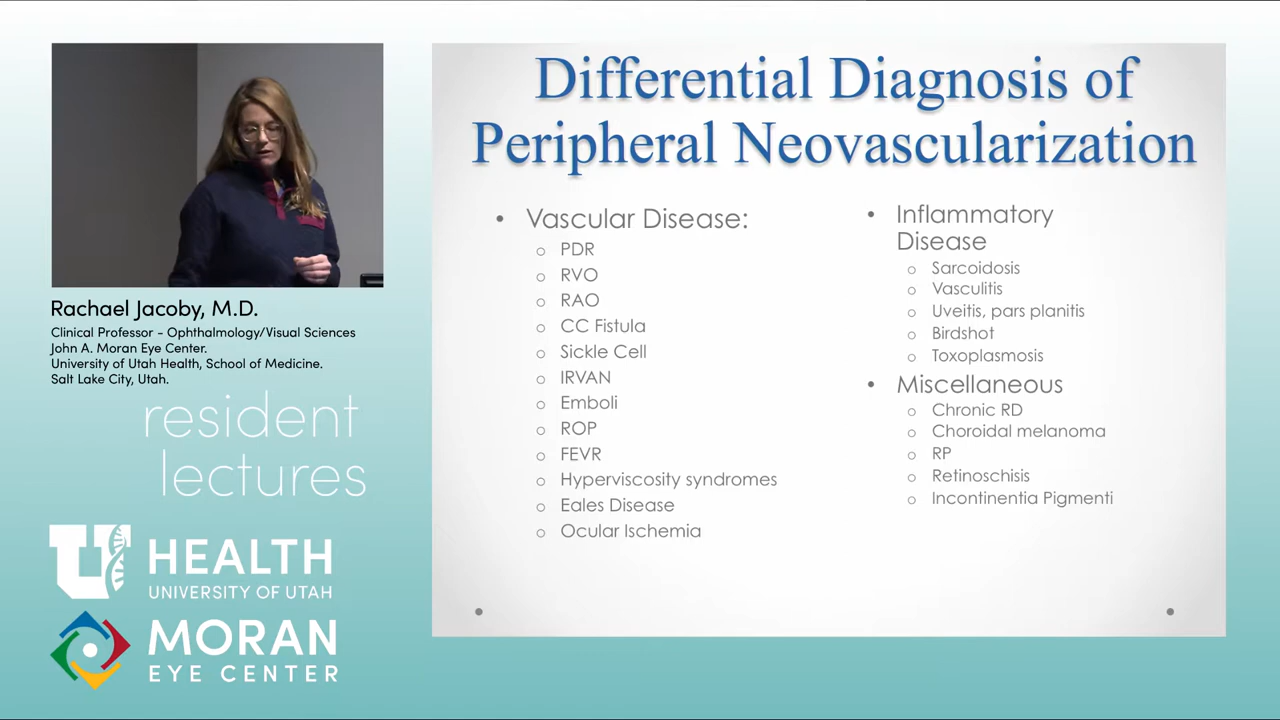 Differential Diagnosis of
Peripheral Neovascularization
• Vascular Disease:
o PDR
o RVO
o RAO
o CC Fistula
o Sickle Cell
o IRVAN
o Emboli
o ROP
o FEVR
o Hyperviscosity syndromes
o Eales Disease
o Ocular Ischemia
• Inflammatory
Disease
o Sarcoidosis
o Vasculitis
o Uveitis, pars planitis
o Birdshot
o Toxoplasmosis
• Miscellaneous
o Chronic RD
o Choroidal melanoma
o RP
o Retinoschisis
o Incontinentia Pigmenti
Rachael Jacoby, M.D.
Clinical Professor - Ophthalmology/Visual Sciences
John A. Moran Eye Center.
University of Utah Health, School of Medicine.
Salt Lake City, Utah.
resident
lectures
U HEALTH
UNIVERSITY OF UTAH
MORAN
EYE CENTER